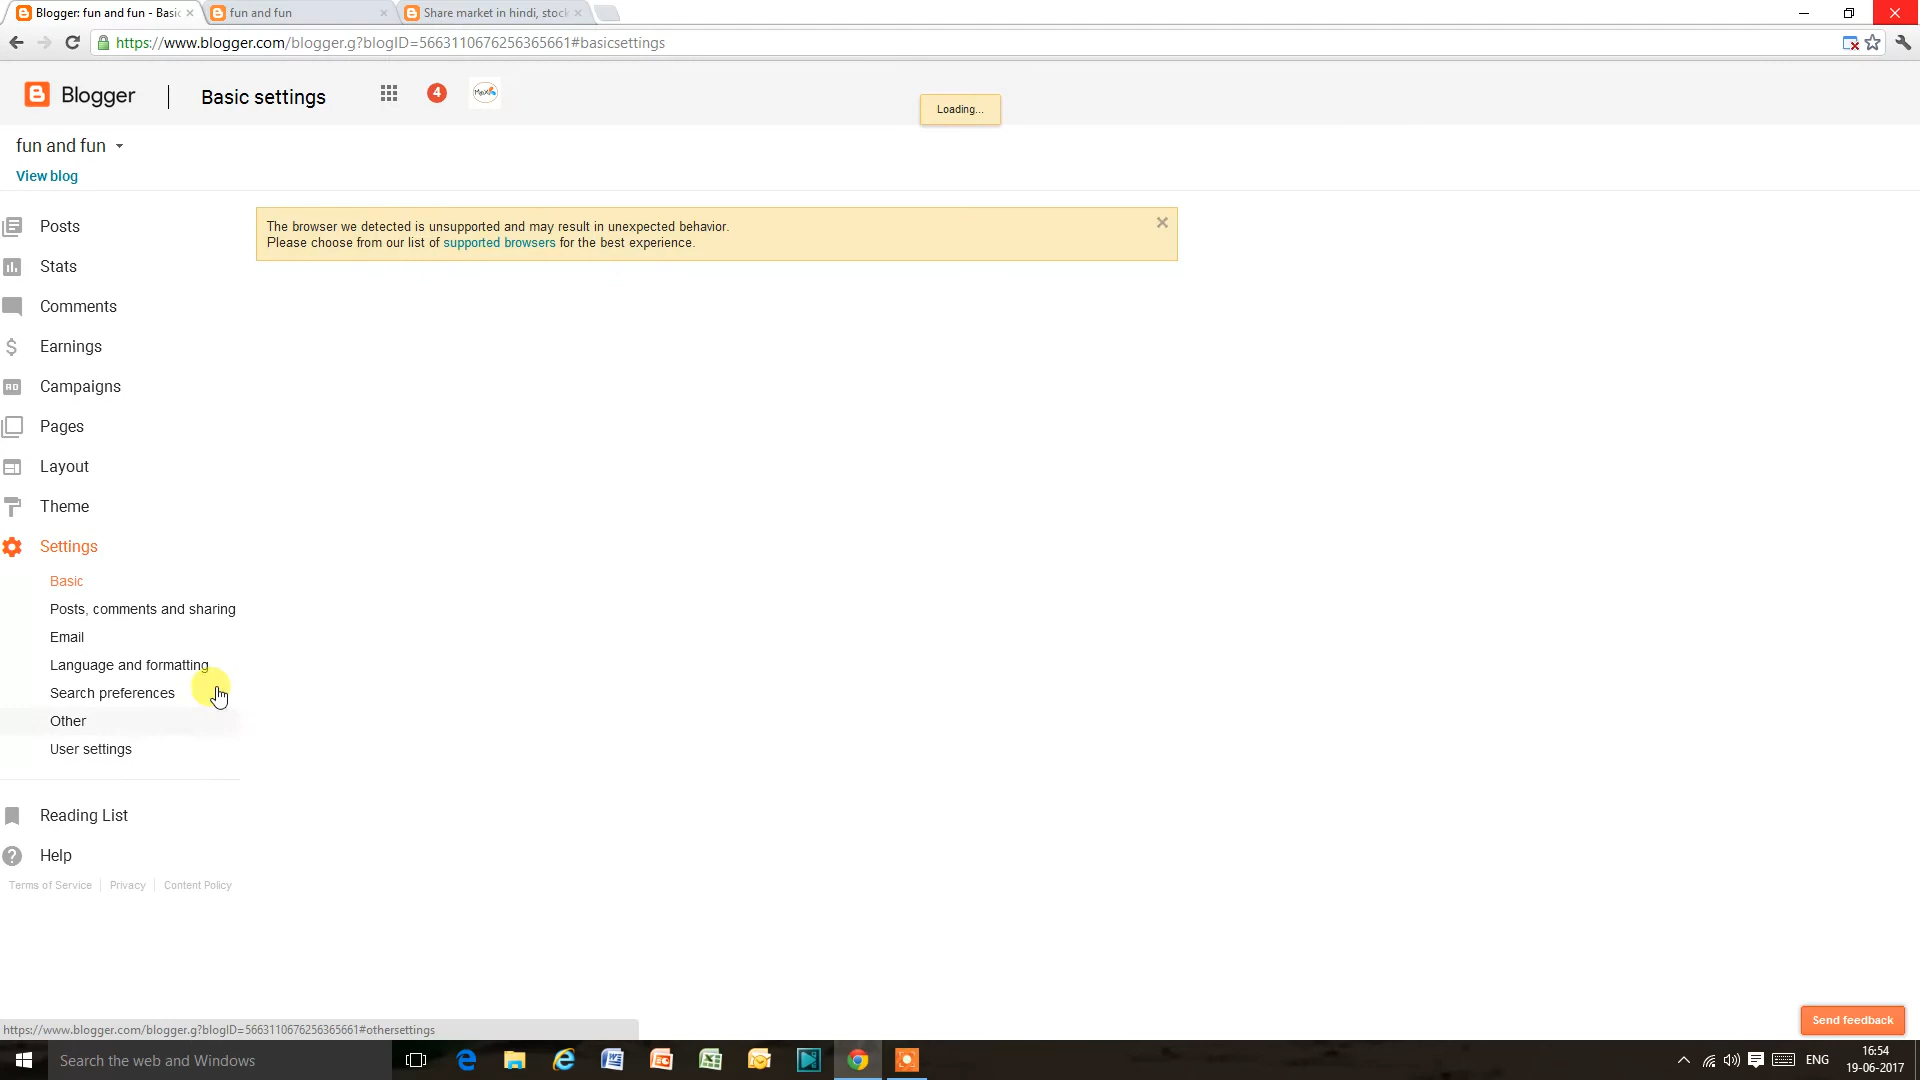 Blogger: fun and fun - Basic
fun and fun
Share market in hindi, stock
https://www.blogger.com/blogger.g?blogID=5663110676256365661#basicsettings
Blogger
Basic settings
4
Loading...
fun and fun
View blog
The browser we detected is unsupported and may result in unexpected behavior.
Please choose from our list of supported browsers for the best experience.
Posts
Stats
Comments
Earnings
Campaigns
Pages
Layout
Theme
Settings
Basic
Posts, comments and sharing
Email
Language and formatting
Search preferences
Other
User settings
Reading List
Help
Terms of Service
Privacy
Content Policy
Send feedback
https://www.blogger.com/blogger.g?blogID=5663110676256365661#othersettings
Search the web and Windows
ENG
16:54
19-06-2017